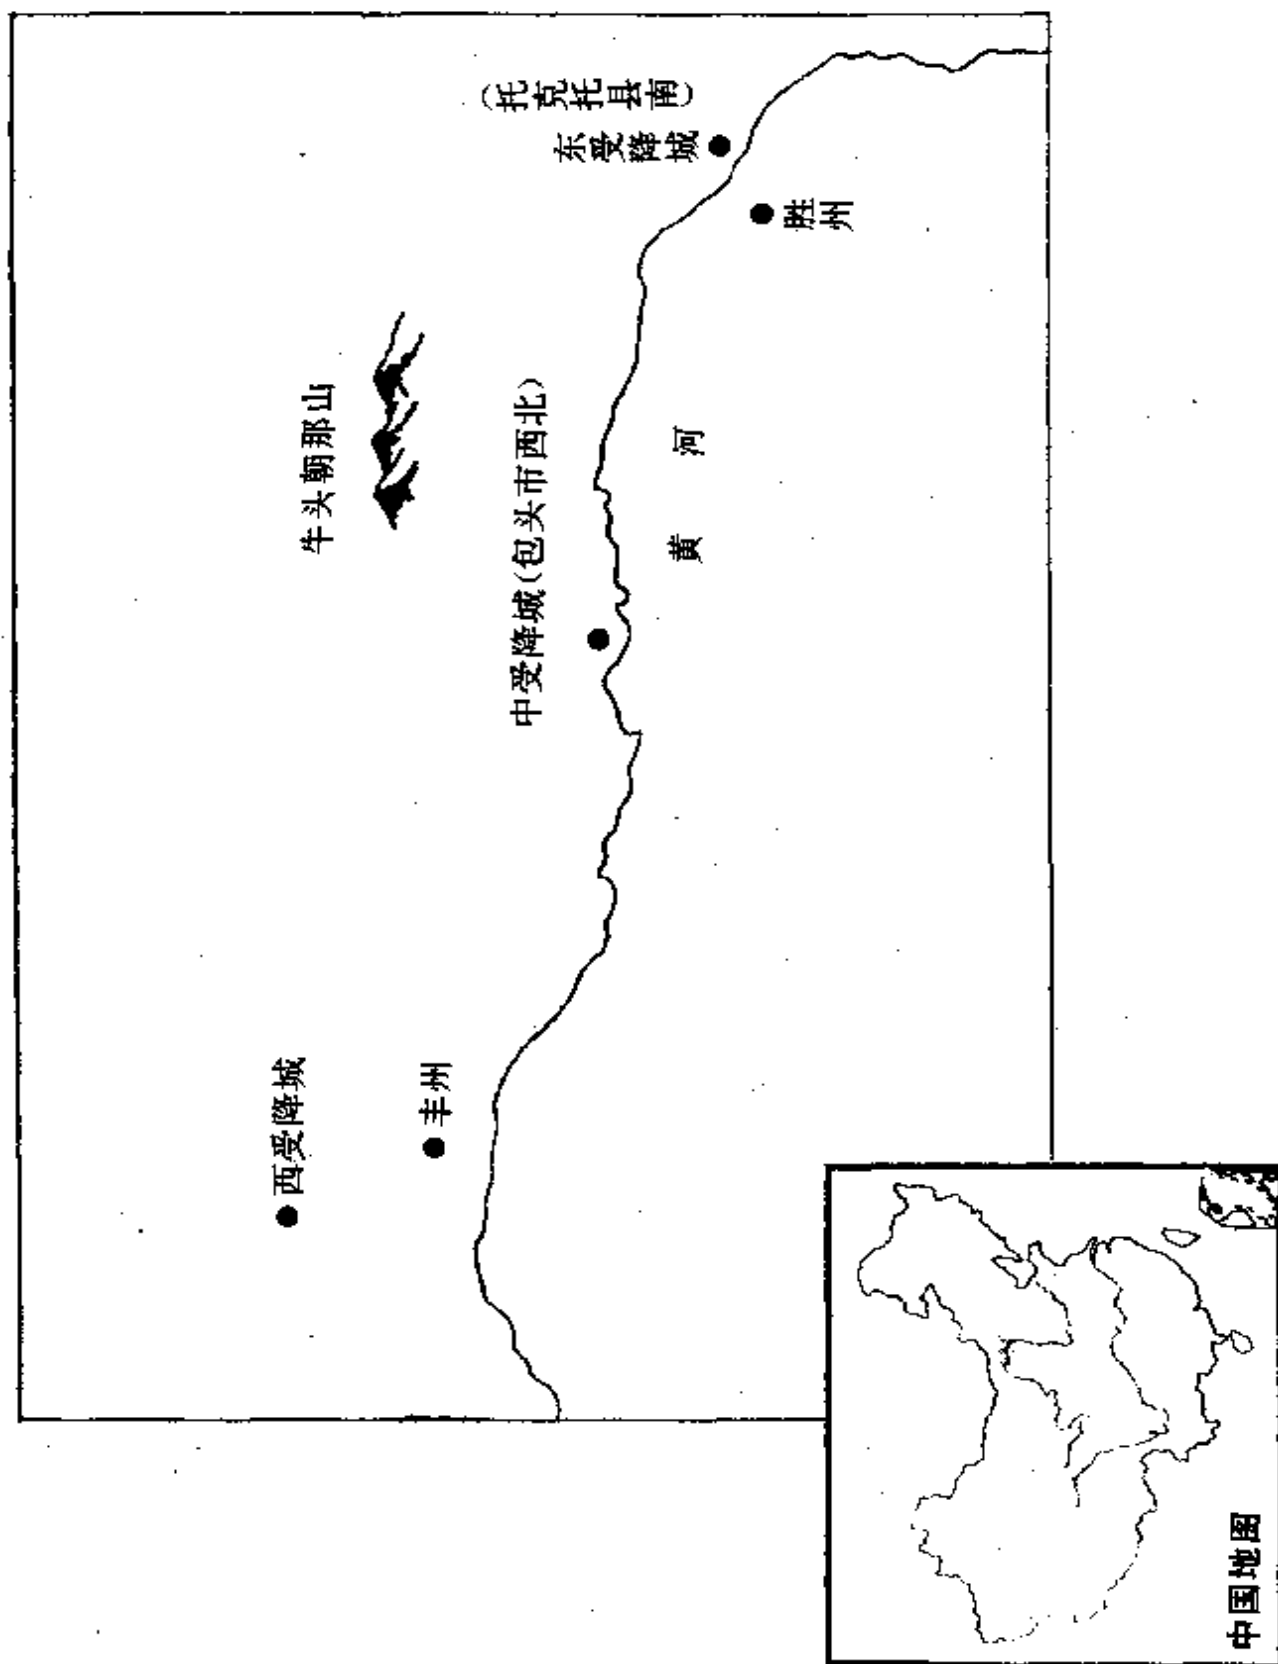 牛头朝那山
西受降城
丰州
中受降城(包头市西北)
(托克托县南)
东受降城
胜州
黄河
中国地图